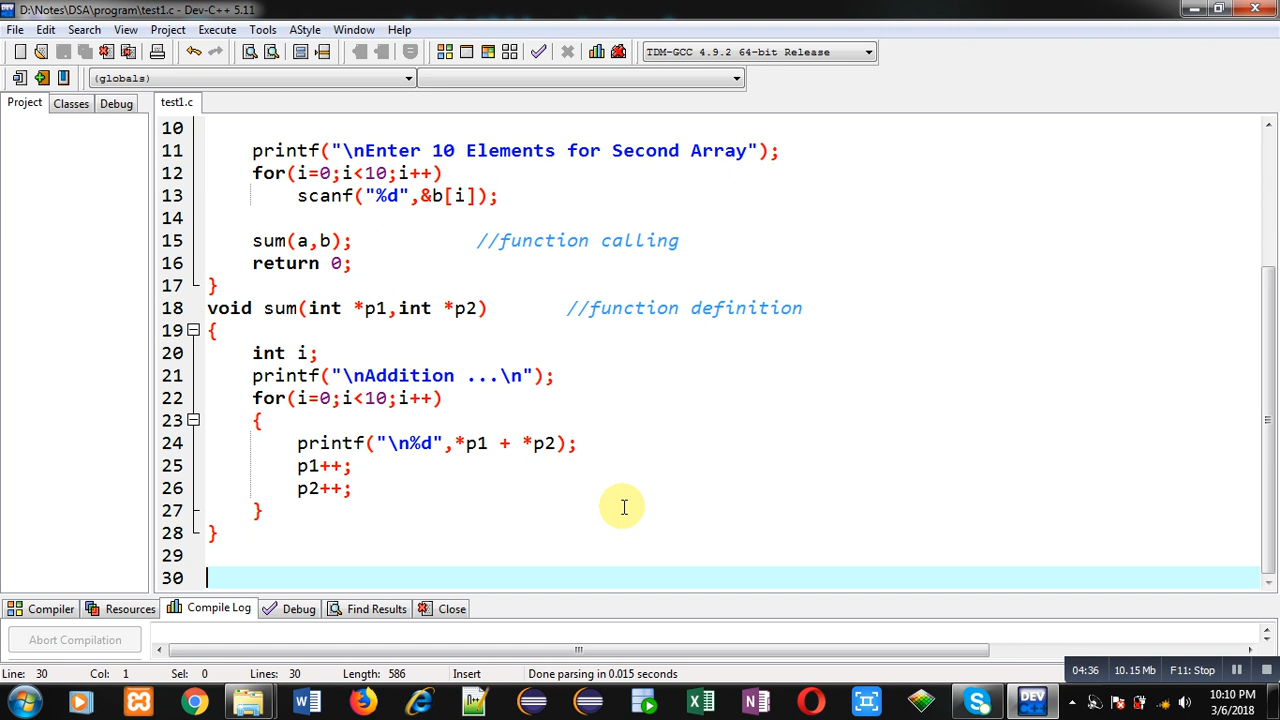 D:\Notes\DSA\program\test1.c - Dev-C++ 5.11
File Edit Search View Project Execute Tools AStyle Window Help
TDM-GCC 4.9.2 64-bit Release
(globals)
Project Classes Debug test1.c
10
11 printf("\nEnter 10 Elements for Second Array");
12 for(i=0;i<10;i++)
13 scanf("%d",&b[i]);
14
15 sum(a,b); //function calling
16 return 0;
17 }
18 void sum(int *p1,int *p2) //function definition
19 {
20 int i;
21 printf("\nAddition ...\n");
22 for(i=0;i<10;i++)
23 {
24 printf("\n%d",*p1 + *p2);
25 p1++;
26 p2++;
27 }
28 }
29
30
Compiler Resources Compile Log Debug Find Results Close
Abort Compilation
Line: 30 Col: 1 Sel: 0 Lines: 30 Length: 586 Insert Done parsing in 0.015 seconds
04:36 10.15 Mb F11: Stop
10:10 PM
3/6/2018